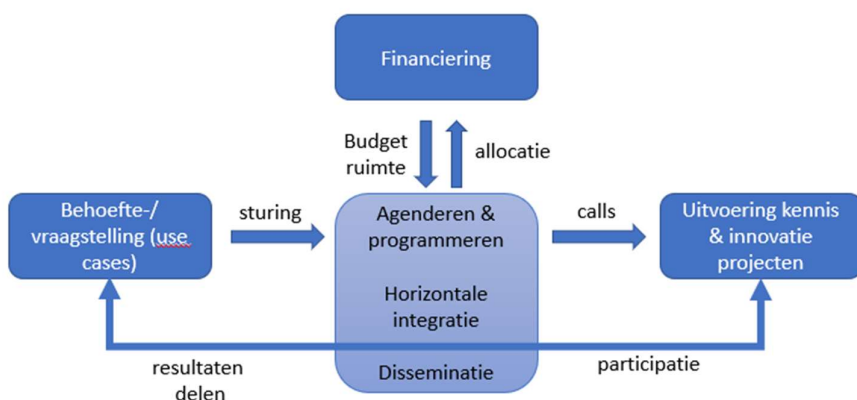 Financiering
Budget
ruimte
allocatie
Behoefte-/
vraagstelling (use
cases)
sturing
Agenderen &
programmeren
Horizontale
integratie
Disseminatie
calls
Uitvoering kennis
& innovatie
projecten
resultaten
delen
participatie